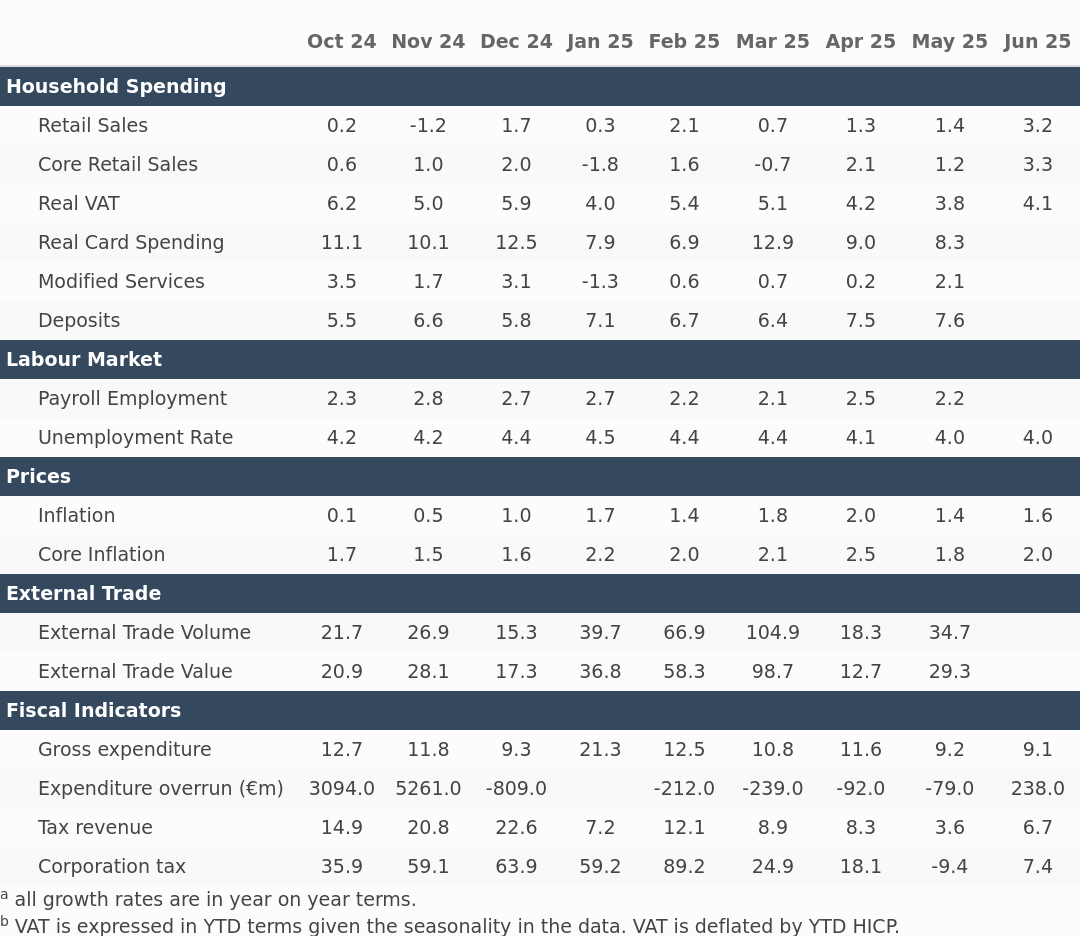 Oct 24 Nov 24 Dec 24 Jan 25 Feb 25 Mar 25 Apr 25 May 25 Jun 25
Household Spending
Retail Sales 0.2 -1.2 1.7 0.3 2.1 0.7 1.3 1.4 3.2
Core Retail Sales 0.6 1.0 2.0 -1.8 1.6 -0.7 2.1 1.2 3.3
Real VAT 6.2 5.0 5.9 4.0 5.4 5.1 4.2 3.8 4.1
Real Card Spending 11.1 10.1 12.5 7.9 6.9 12.9 9.0 8.3
Modified Services 3.5 1.7 3.1 -1.3 0.6 0.7 0.2 2.1
Deposits 5.5 6.6 5.8 7.1 6.7 6.4 7.5 7.6
Labour Market
Payroll Employment 2.3 2.8 2.7 2.7 2.2 2.1 2.5 2.2
Unemployment Rate 4.2 4.2 4.4 4.5 4.4 4.4 4.1 4.0 4.0
Prices
Inflation 0.1 0.5 1.0 1.7 1.4 1.8 2.0 1.4 1.6
Core Inflation 1.7 1.5 1.6 2.2 2.0 2.1 2.5 1.8 2.0
External Trade
External Trade Volume 21.7 26.9 15.3 39.7 66.9 104.9 18.3 34.7
External Trade Value 20.9 28.1 17.3 36.8 58.3 98.7 12.7 29.3
Fiscal Indicators
Gross expenditure 12.7 11.8 9.3 21.3 12.5 10.8 11.6 9.2 9.1
Expenditure overrun (€m) 3094.0 5261.0 -809.0 -212.0 -239.0 -92.0 -79.0 238.0
Tax revenue 14.9 20.8 22.6 7.2 12.1 8.9 8.3 3.6 6.7
Corporation tax 35.9 59.1 63.9 59.2 89.2 24.9 18.1 -9.4 7.4
a all growth rates are in year on year terms.
b VAT is expressed in YTD terms given the seasonality in the data. VAT is deflated by YTD HICP.